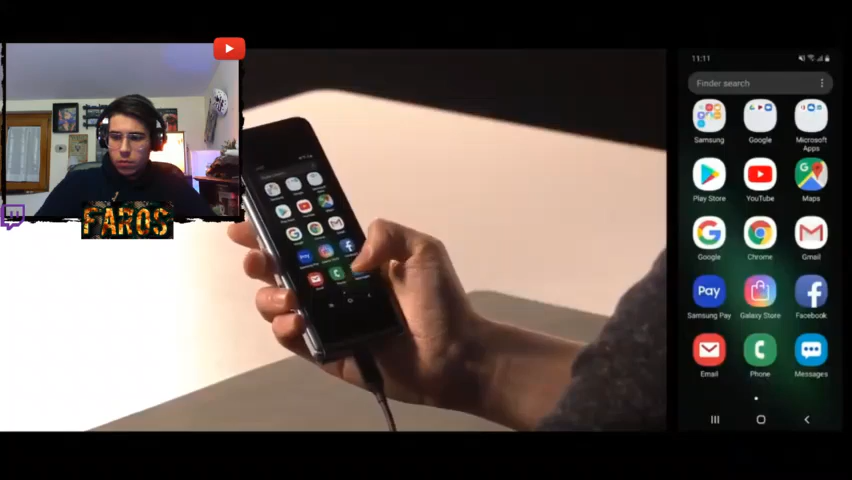 FAROS
11:11
Finder search
Samsung
Google
Microsoft Apps
Play Store
YouTube
Maps
Google
Chrome
Gmail
Pay
Samsung Pay
Galaxy Store
Facebook
Email
Phone
Messages